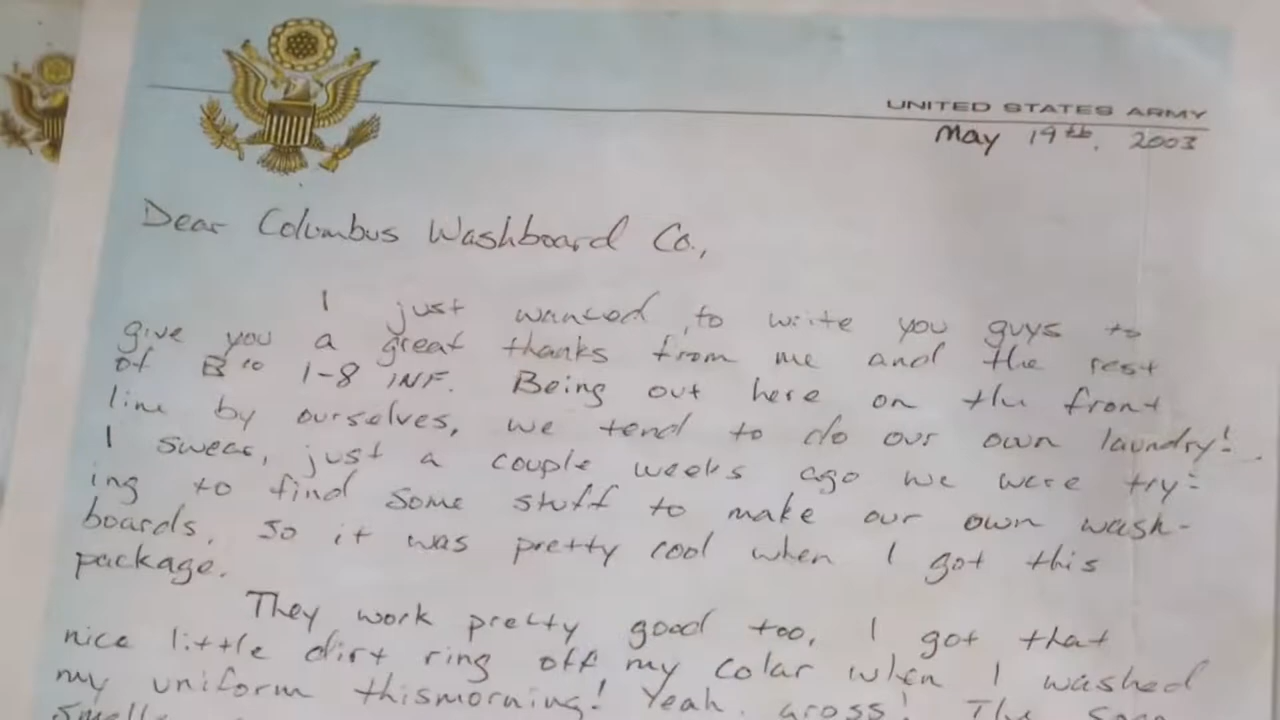 UNITED STATES ARMY
May 19th, 2003
Dear Columbus Washboard Co.,
I just wanted to write you guys to
give you a great thanks from me and the rest
of B co 1-8 INF. Being out here on the front
line by ourselves, we tend to do our own laundry!
I swear, just a couple weeks ago we were try-
ing to find some stuff to make our own wash-
boards, so it was pretty cool when I got this
package.
They work pretty good too, I got that
nice little dirt ring off my colar when I washed
my uniform thismorning! Yeah, gross! The soap
smells